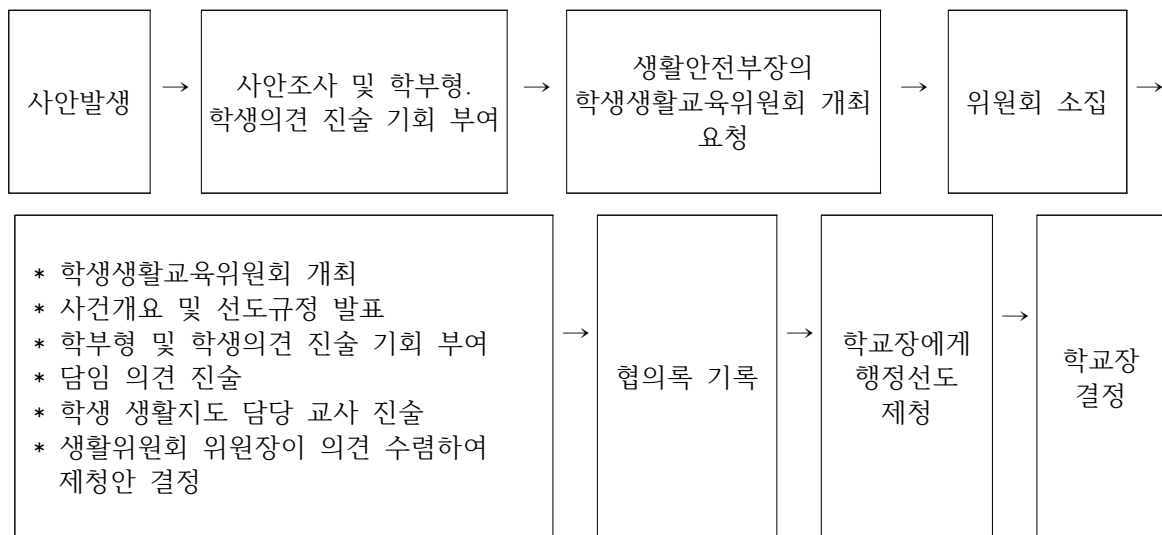 사안발생
→
사안조사 및 학부형.
학생의견 진술 기회 부여
→
생활안전부장의
학생생활교육위원회 개최
요청
→
위원회 소집
→
* 학생생활교육위원회 개최
* 사건개요 및 선도규정 발표
* 학부형 및 학생의견 진술 기회 부여
* 담임 의견 진술
* 학생 생활지도 담당 교사 진술
* 생활위원회 위원장이 의견 수렴하여
제청안 결정
→
협의록 기록
→
학교장에게
행정선도
제청
→
학교장
결정